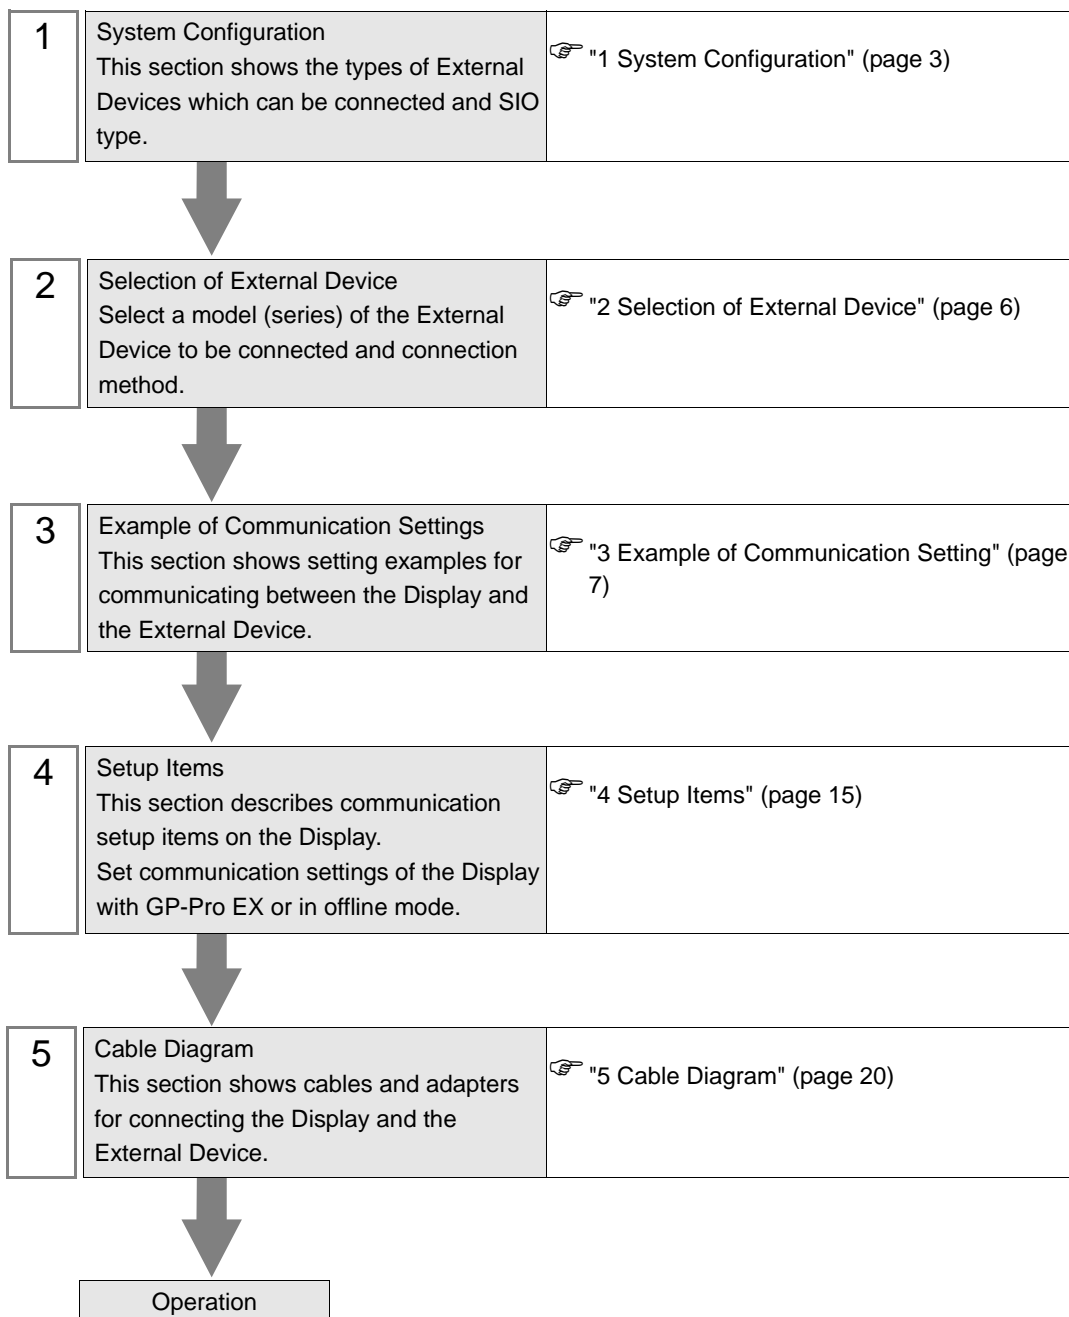 1
System Configuration
This section shows the types of External
Devices which can be connected and SIO
type.
"1 System Configuration" (page 3)
2
Selection of External Device
Select a model (series) of the External
Device to be connected and connection
method.
"2 Selection of External Device" (page 6)
3
Example of Communication Settings
This section shows setting examples for
communicating between the Display and
the External Device.
"3 Example of Communication Setting" (page
7)
4
Setup Items
This section describes communication
setup items on the Display.
Set communication settings of the Display
with GP-Pro EX or in offline mode.
"4 Setup Items" (page 15)
5
Cable Diagram
This section shows cables and adapters
for connecting the Display and the
External Device.
"5 Cable Diagram" (page 20)
Operation